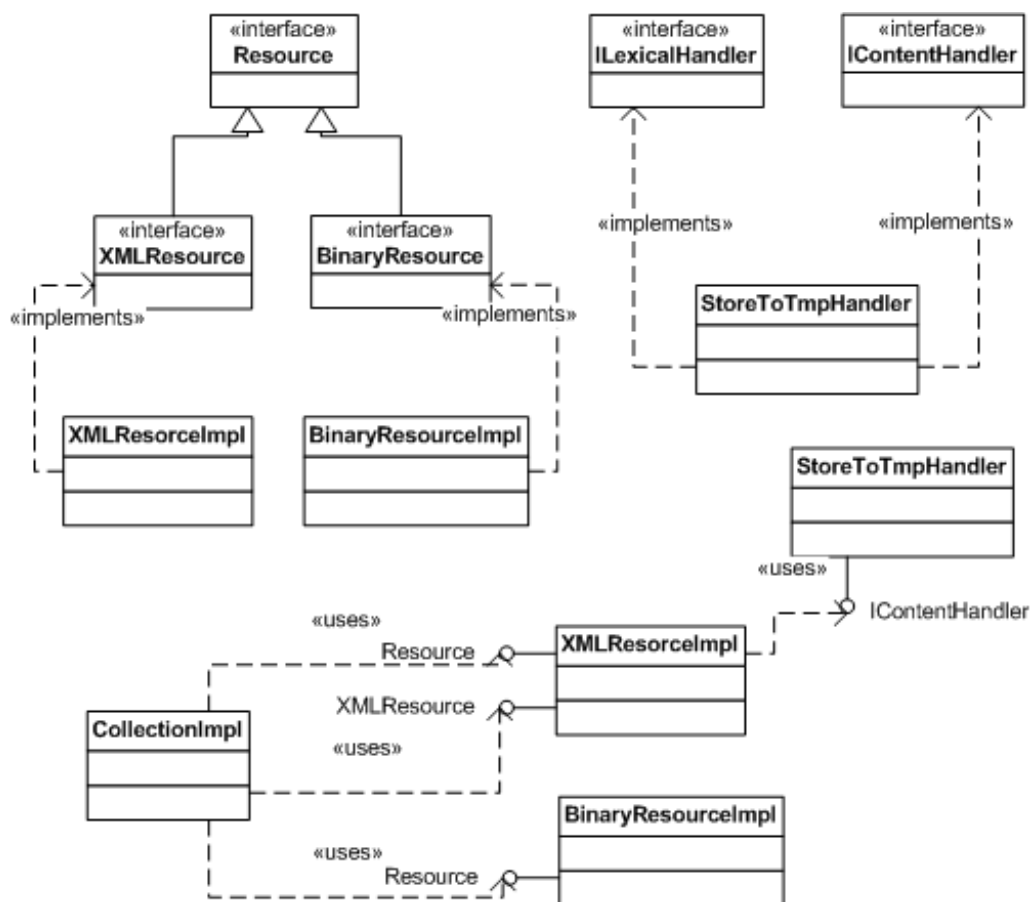 «interface»
Resource
«interface»
ILexicalHandler
«interface»
IContentHandler
«interface»
XMLResource
«interface»
BinaryResource
«implements»
«implements»
«implements»
«implements»
StoreToTmpHandler
XMLResorceImpl
BinaryResourceImpl
StoreToTmpHandler
«uses»
IContentHandler
«uses»
Resource
XMLResorceImpl
XMLResource
CollectionImpl
«uses»
BinaryResourceImpl
«uses»
Resource